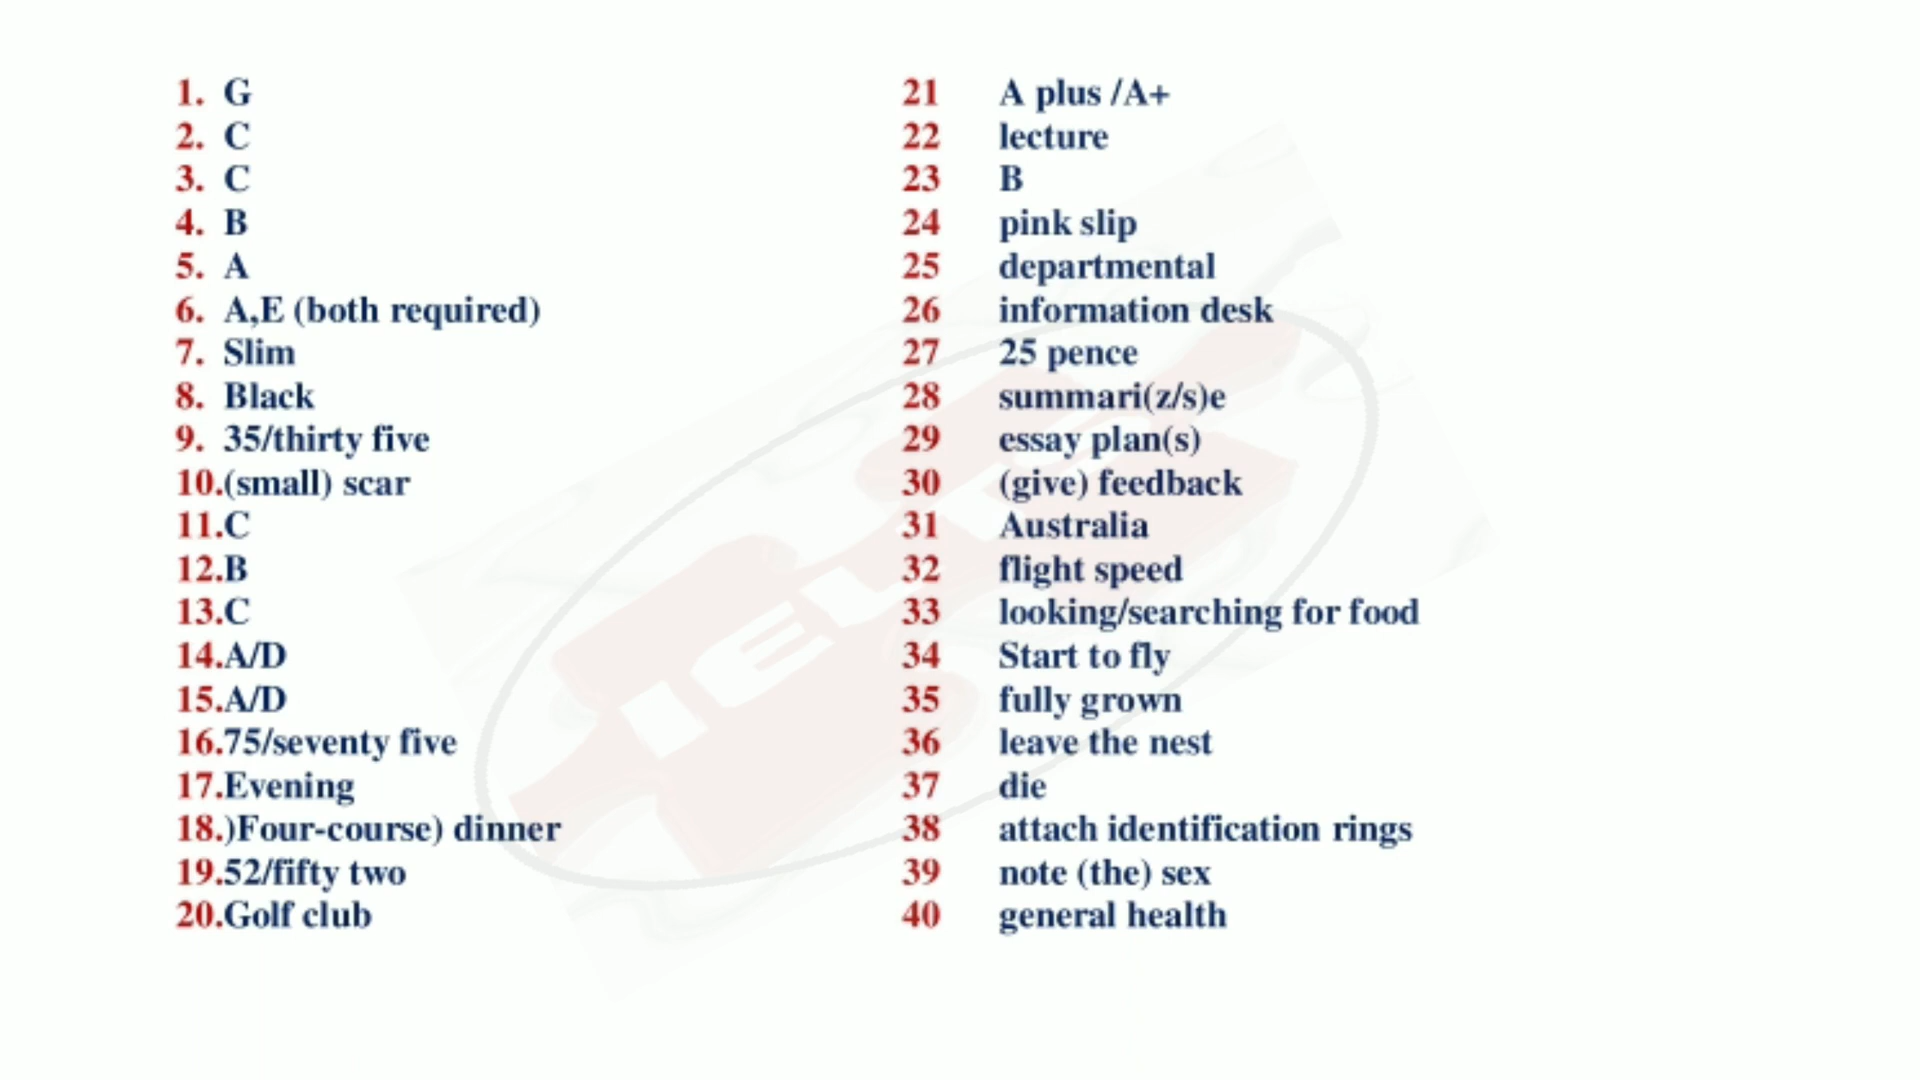 1. G
2. C
3. C
4. B
5. A
6. A,E (both required)
7. Slim
8. Black
9. 35/thirty five
10.(small) scar
11.C
12.B
13.C
14.A/D
15.A/D
16.75/seventy five
17.Evening
18.)Four-course) dinner
19.52/fifty two
20.Golf club
21 A plus /A+
22 lecture
23 B
24 pink slip
25 departmental
26 information desk
27 25 pence
28 summari(z/s)e
29 essay plan(s)
30 (give) feedback
31 Australia
32 flight speed
33 looking/searching for food
34 Start to fly
35 fully grown
36 leave the nest
37 die
38 attach identification rings
39 note (the) sex
40 general health
IELTS